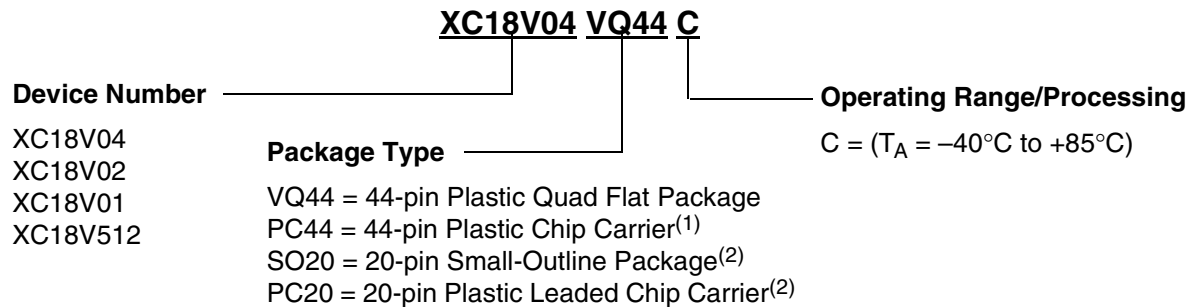 XC18V04 VQ44 C
Device Number
XC18V04
XC18V02
XC18V01
XC18V512
Package Type
VQ44 = 44-pin Plastic Quad Flat Package
PC44 = 44-pin Plastic Chip Carrier(1)
SO20 = 20-pin Small-Outline Package(2)
PC20 = 20-pin Plastic Leaded Chip Carrier(2)
Operating Range/Processing
C = (TA = –40°C to +85°C)